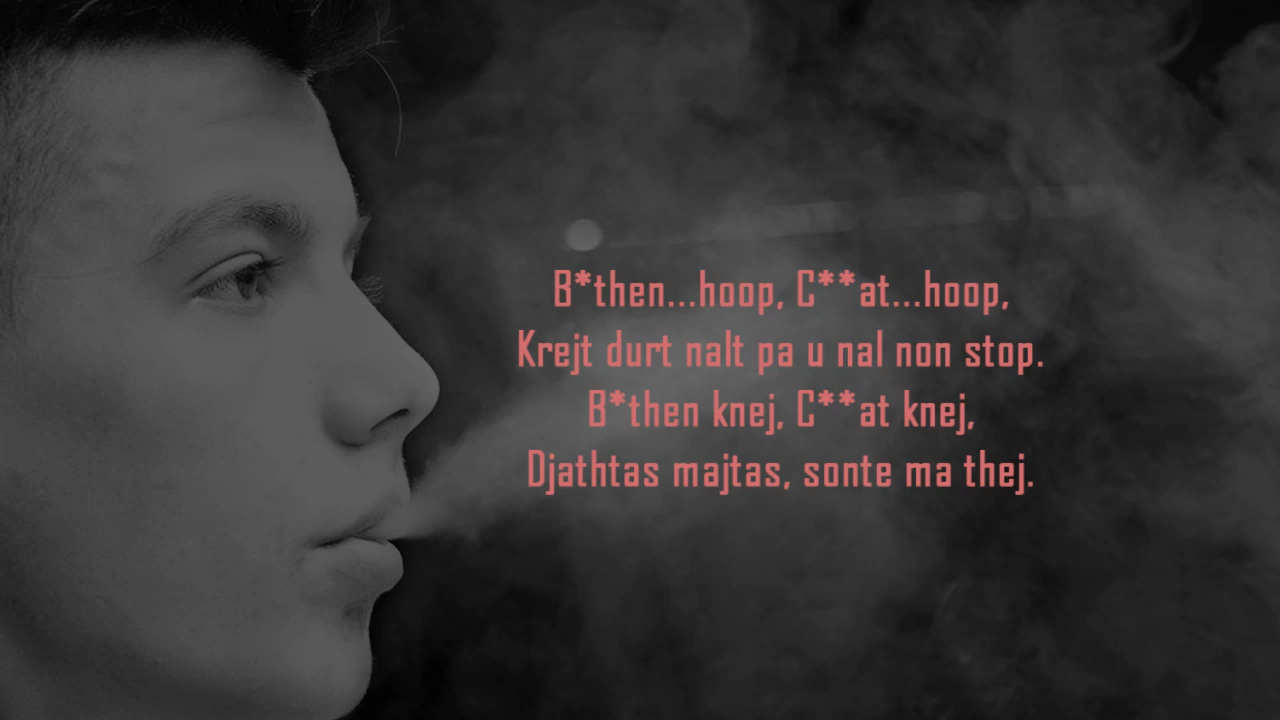 B*then...hoop, C**at...hoop,
Krejt durt nalt pa u nal non stop.
B*then knej, C**at knej,
Djathtas majtas, sonte ma thej.